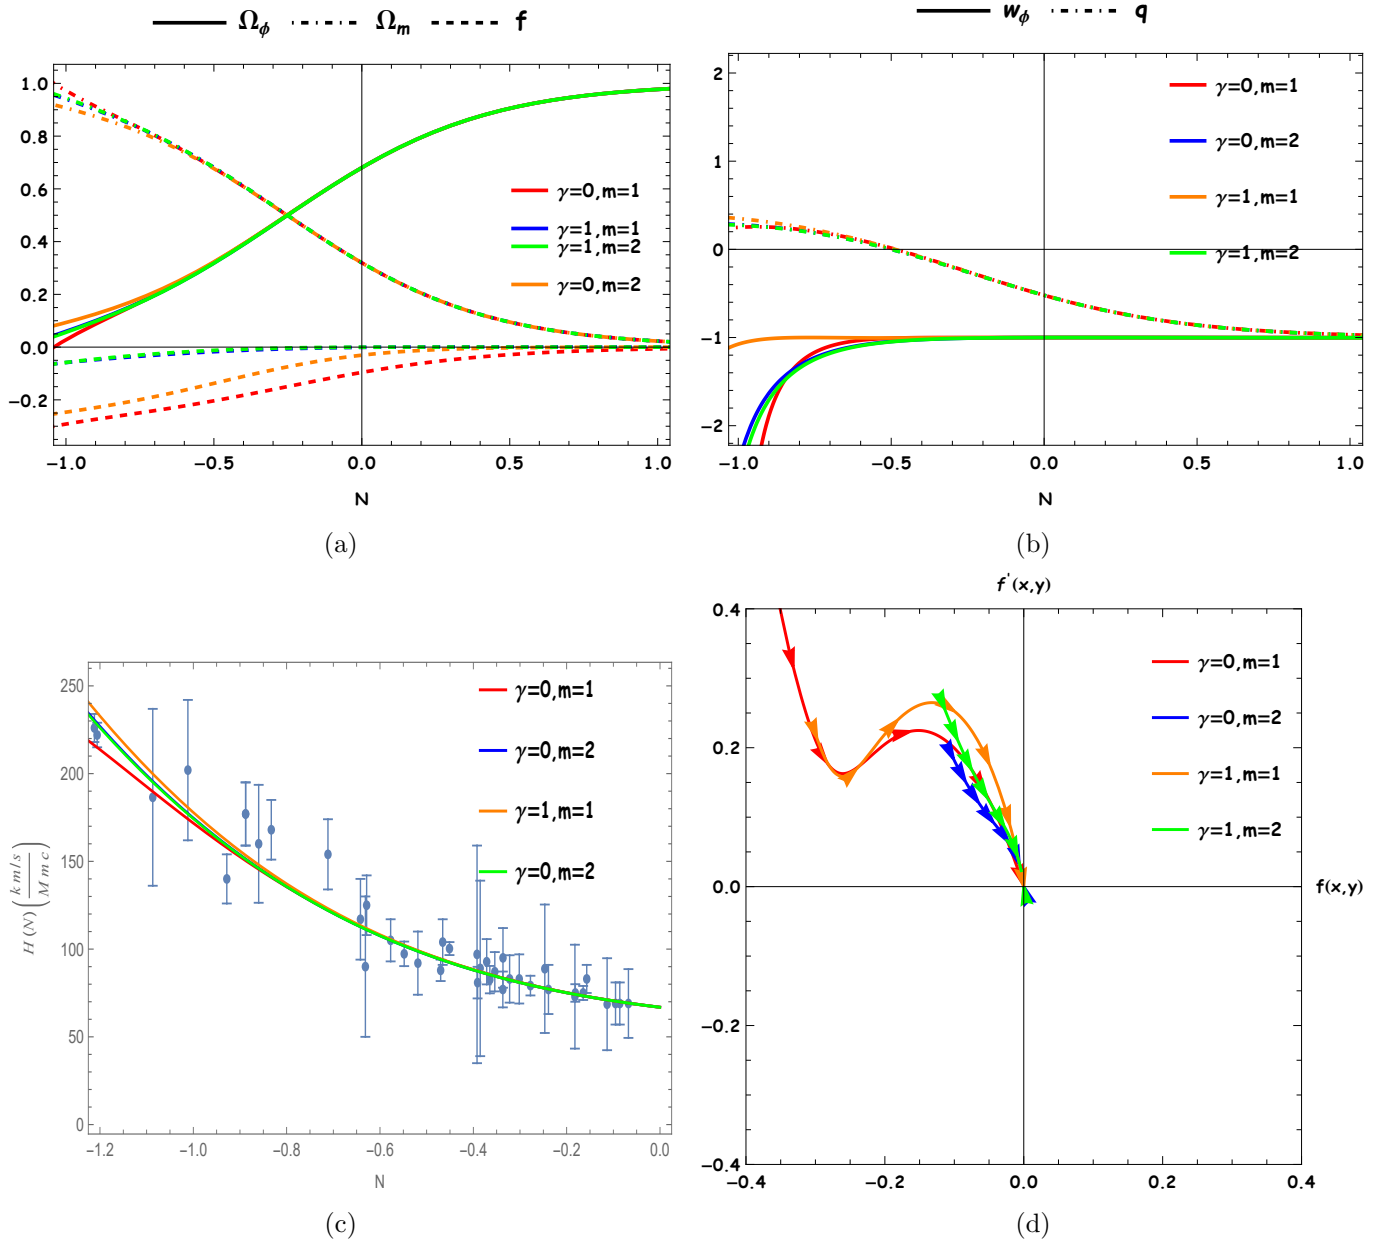 Ω_ϕ Ω_m f
1.0
0.8
0.6
0.4
0.2
0.0
−0.2
γ=0,m=1
γ=1,m=1
γ=1,m=2
γ=0,m=2
−1.0 −0.5 0.0 0.5 1.0
N
(a)
w_ϕ q
2
1
0
−1
−2
γ=0,m=1
γ=0,m=2
γ=1,m=1
γ=1,m=2
−1.0 −0.5 0.0 0.5 1.0
N
(b)
H(N) (km/s / Mmc)
250
200
150
100
50
0
γ=0,m=1
γ=0,m=2
γ=1,m=1
γ=0,m=2
−1.2 −1.0 −0.8 −0.6 −0.4 −0.2 0.0
N
(c)
f'(x,y)
0.4
0.2
0.0
−0.2
−0.4
γ=0,m=1
γ=0,m=2
γ=1,m=1
γ=1,m=2
f(x,y)
−0.4 −0.2 0.0 0.2 0.4
(d)